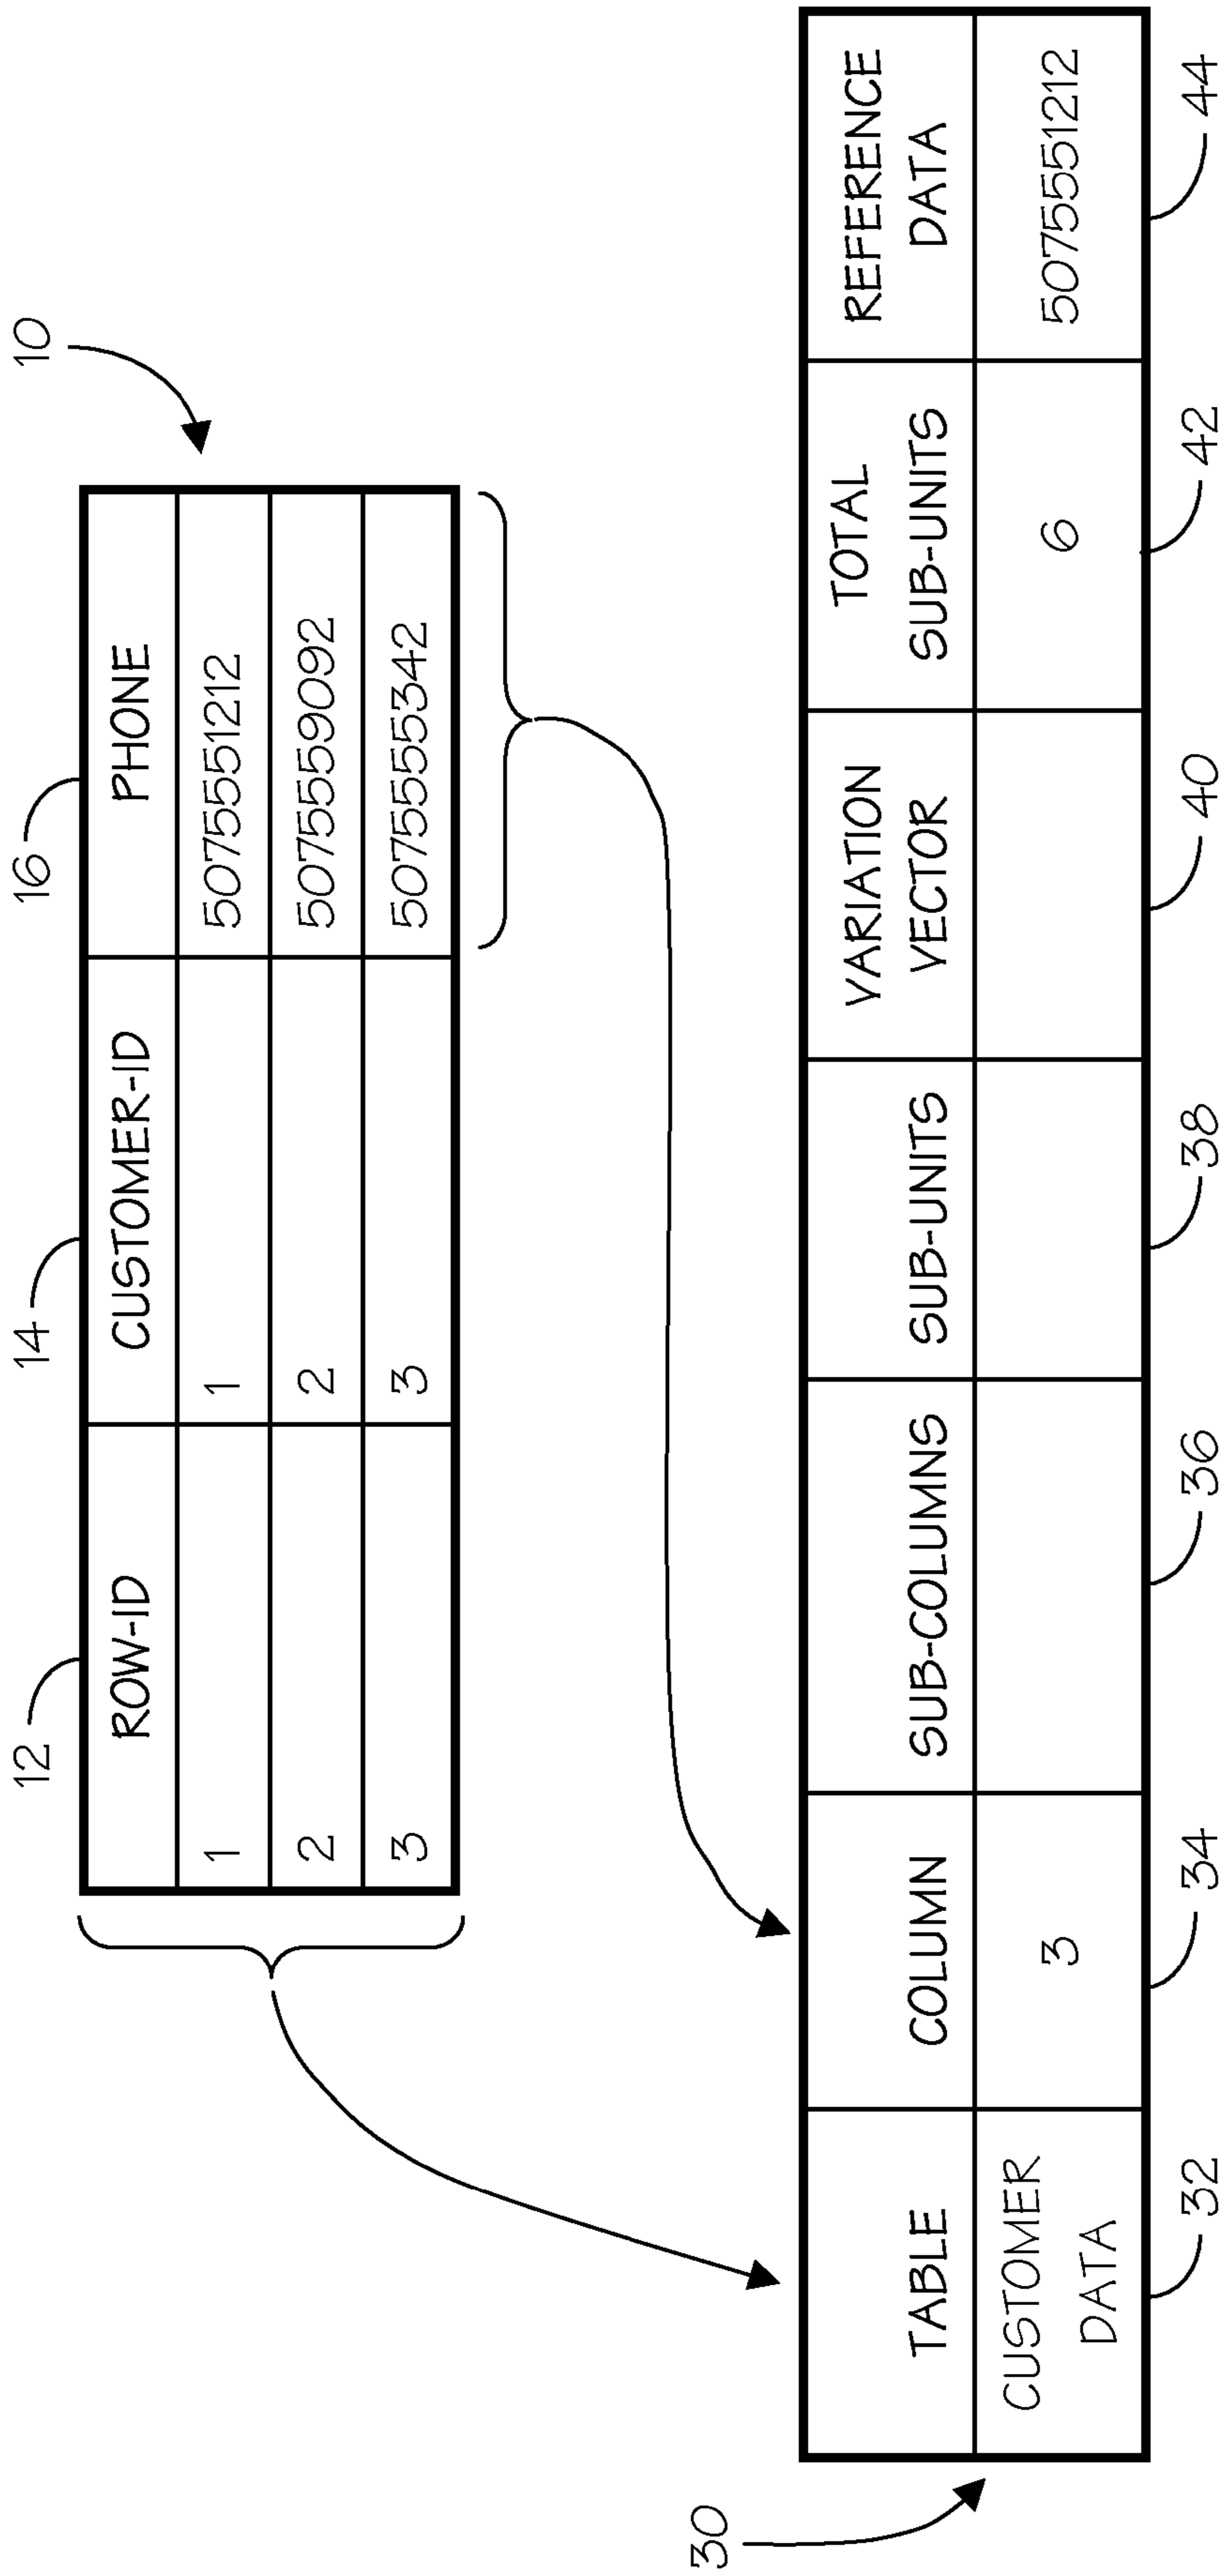 10
12 14 16
ROW-ID CUSTOMER-ID PHONE
1 1 5075551212
2 2 5075559092
3 3 5075555342
30
TABLE COLUMN SUB-COLUMNS SUB-UNITS VARIATION VECTOR TOTAL SUB-UNITS REFERENCE DATA
CUSTOMER DATA 3 6 5075551212
32 34 36 38 40 42 44